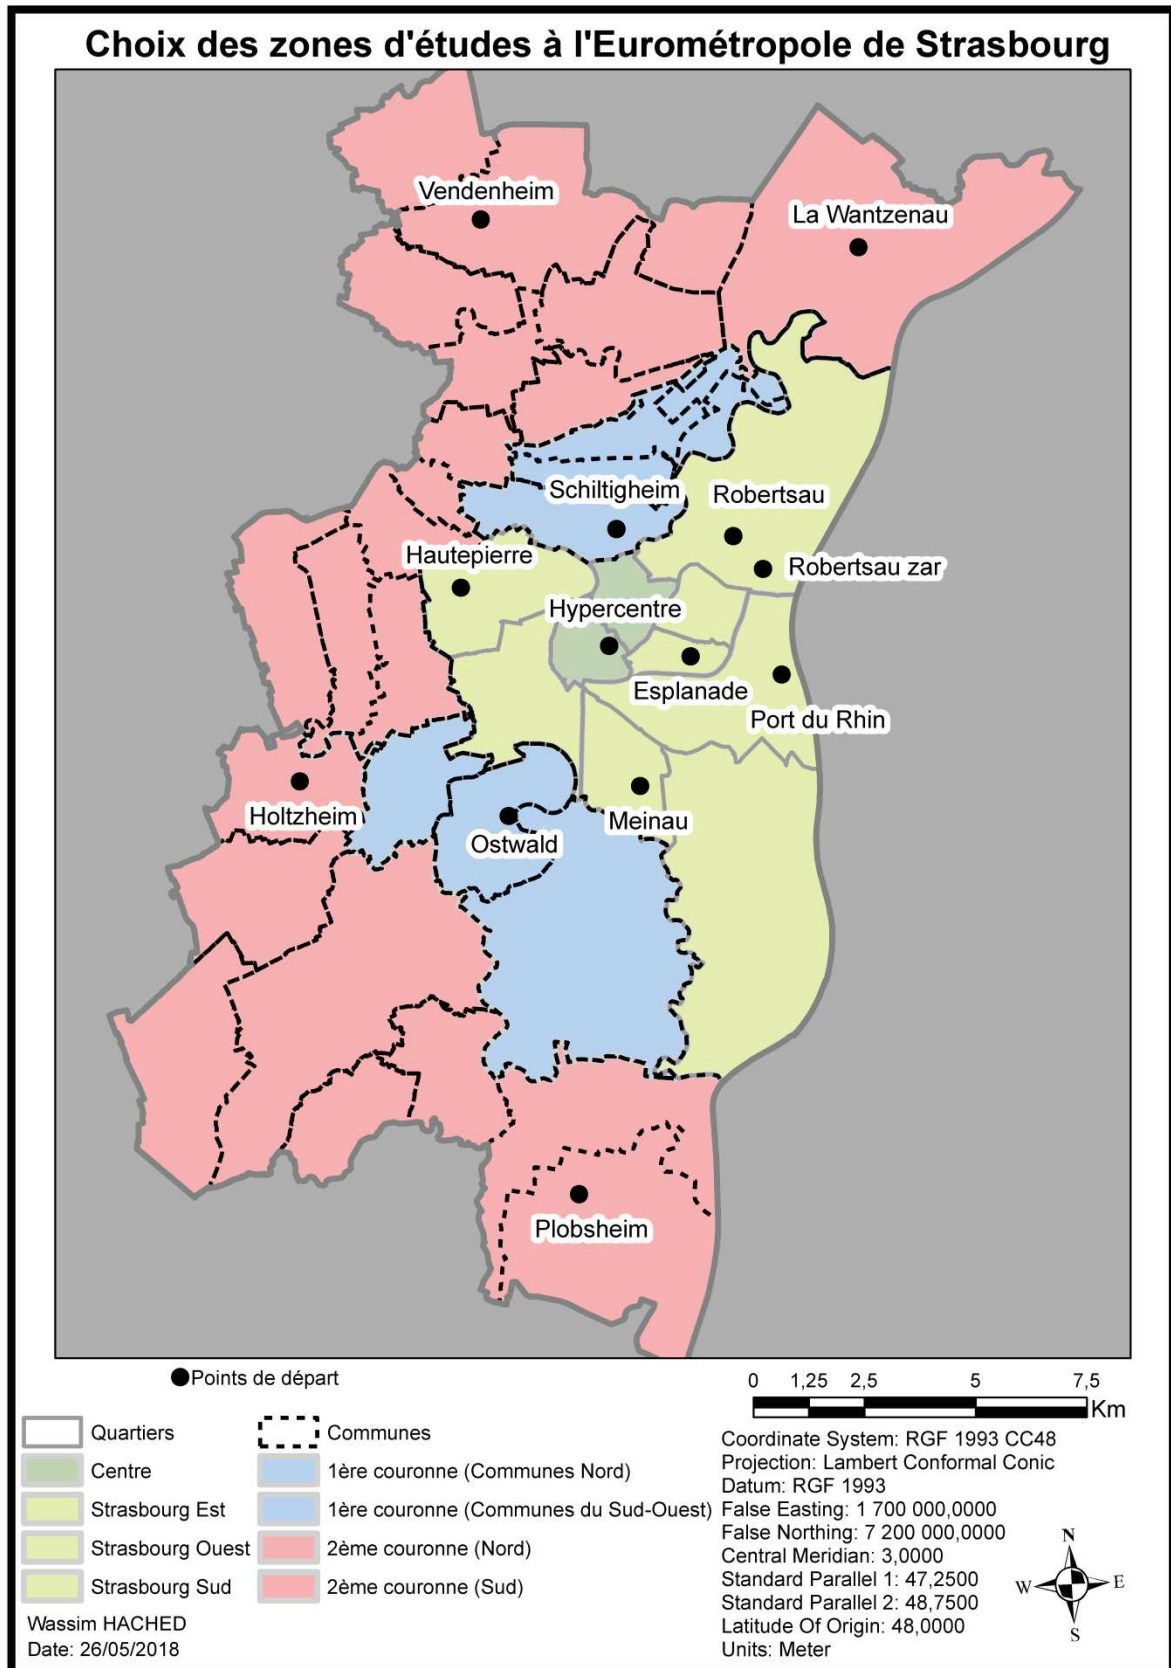 Choix des zones d'études à l'Eurométropole de Strasbourg
Vendenheim
La Wantzenau
Schiltigheim
Robertsau
Hautepierre
Robertsau zar
Hypercentre
Esplanade
Port du Rhin
Holtzheim
Ostwald
Meinau
Plobsheim
Points de départ
Quartiers
Centre
Strasbourg Est
Strasbourg Ouest
Strasbourg Sud
Communes
1ère couronne (Communes Nord)
1ère couronne (Communes du Sud-Ouest)
2ème couronne (Nord)
2ème couronne (Sud)
0 1,25 2,5 5 7,5
Km
Coordinate System: RGF 1993 CC48
Projection: Lambert Conformal Conic
Datum: RGF 1993
False Easting: 1 700 000,0000
False Northing: 7 200 000,0000
Central Meridian: 3,0000
Standard Parallel 1: 47,2500
Standard Parallel 2: 48,7500
Latitude Of Origin: 48,0000
Units: Meter
N
W E
S
Wassim HACHED
Date: 26/05/2018